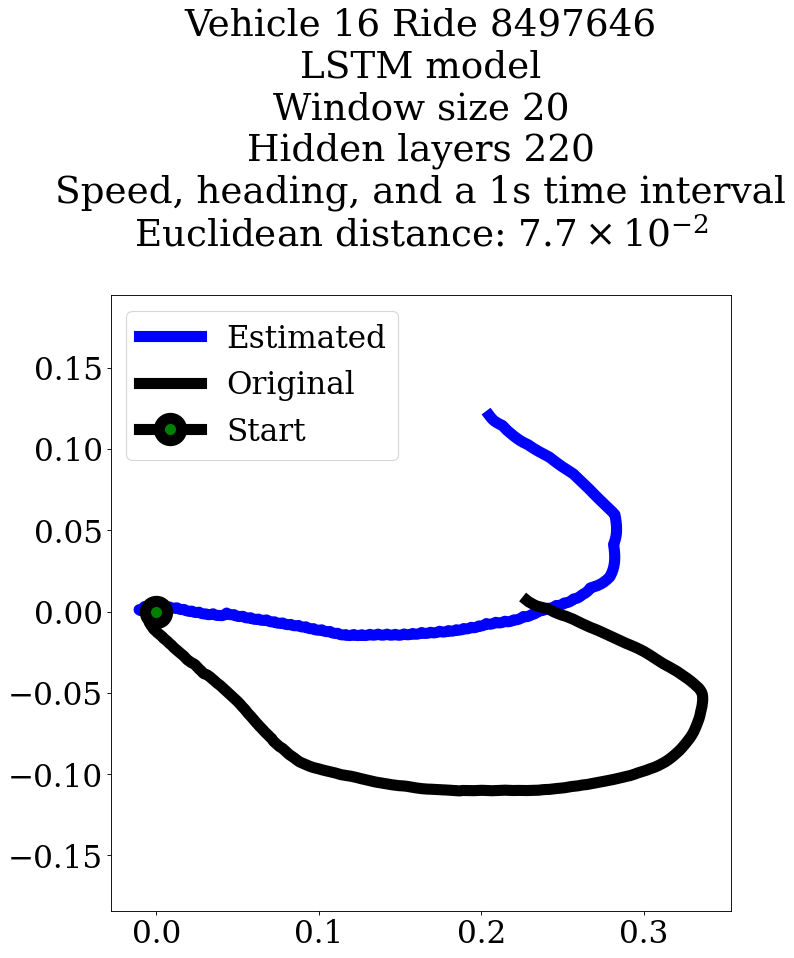 Vehicle 16 Ride 8497646
LSTM model
Window size 20
Hidden layers 220
Speed, heading, and a 1s time interval
Euclidean distance: 7.7 × 10⁻²
Estimated
Original
Start
0.15
0.10
0.05
0.00
−0.05
−0.10
−0.15
0.0 0.1 0.2 0.3